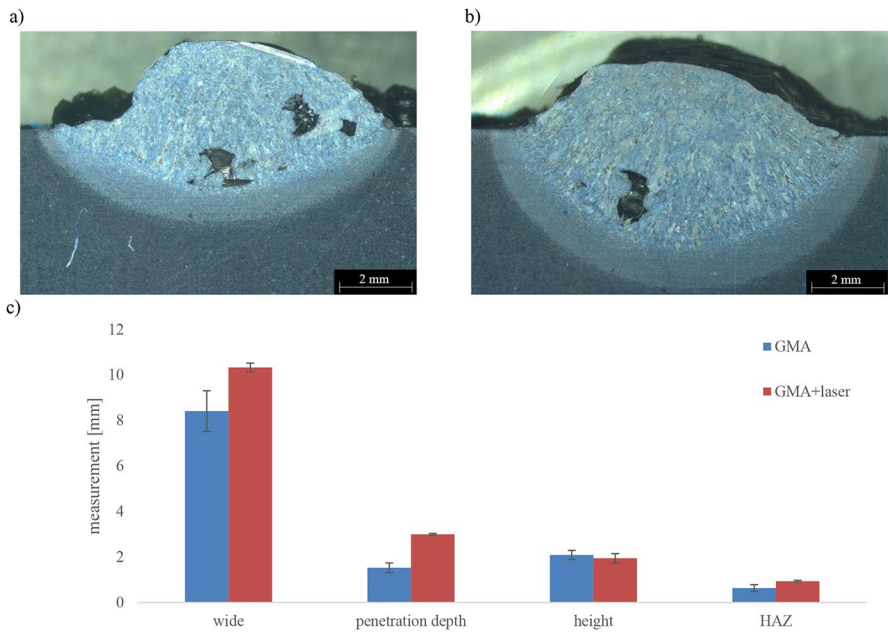 a)
b)
2 mm
2 mm
c)
12
10
8
6
4
2
0
measurement [mm]
GMA
GMA+laser
wide
penetration depth
height
HAZ